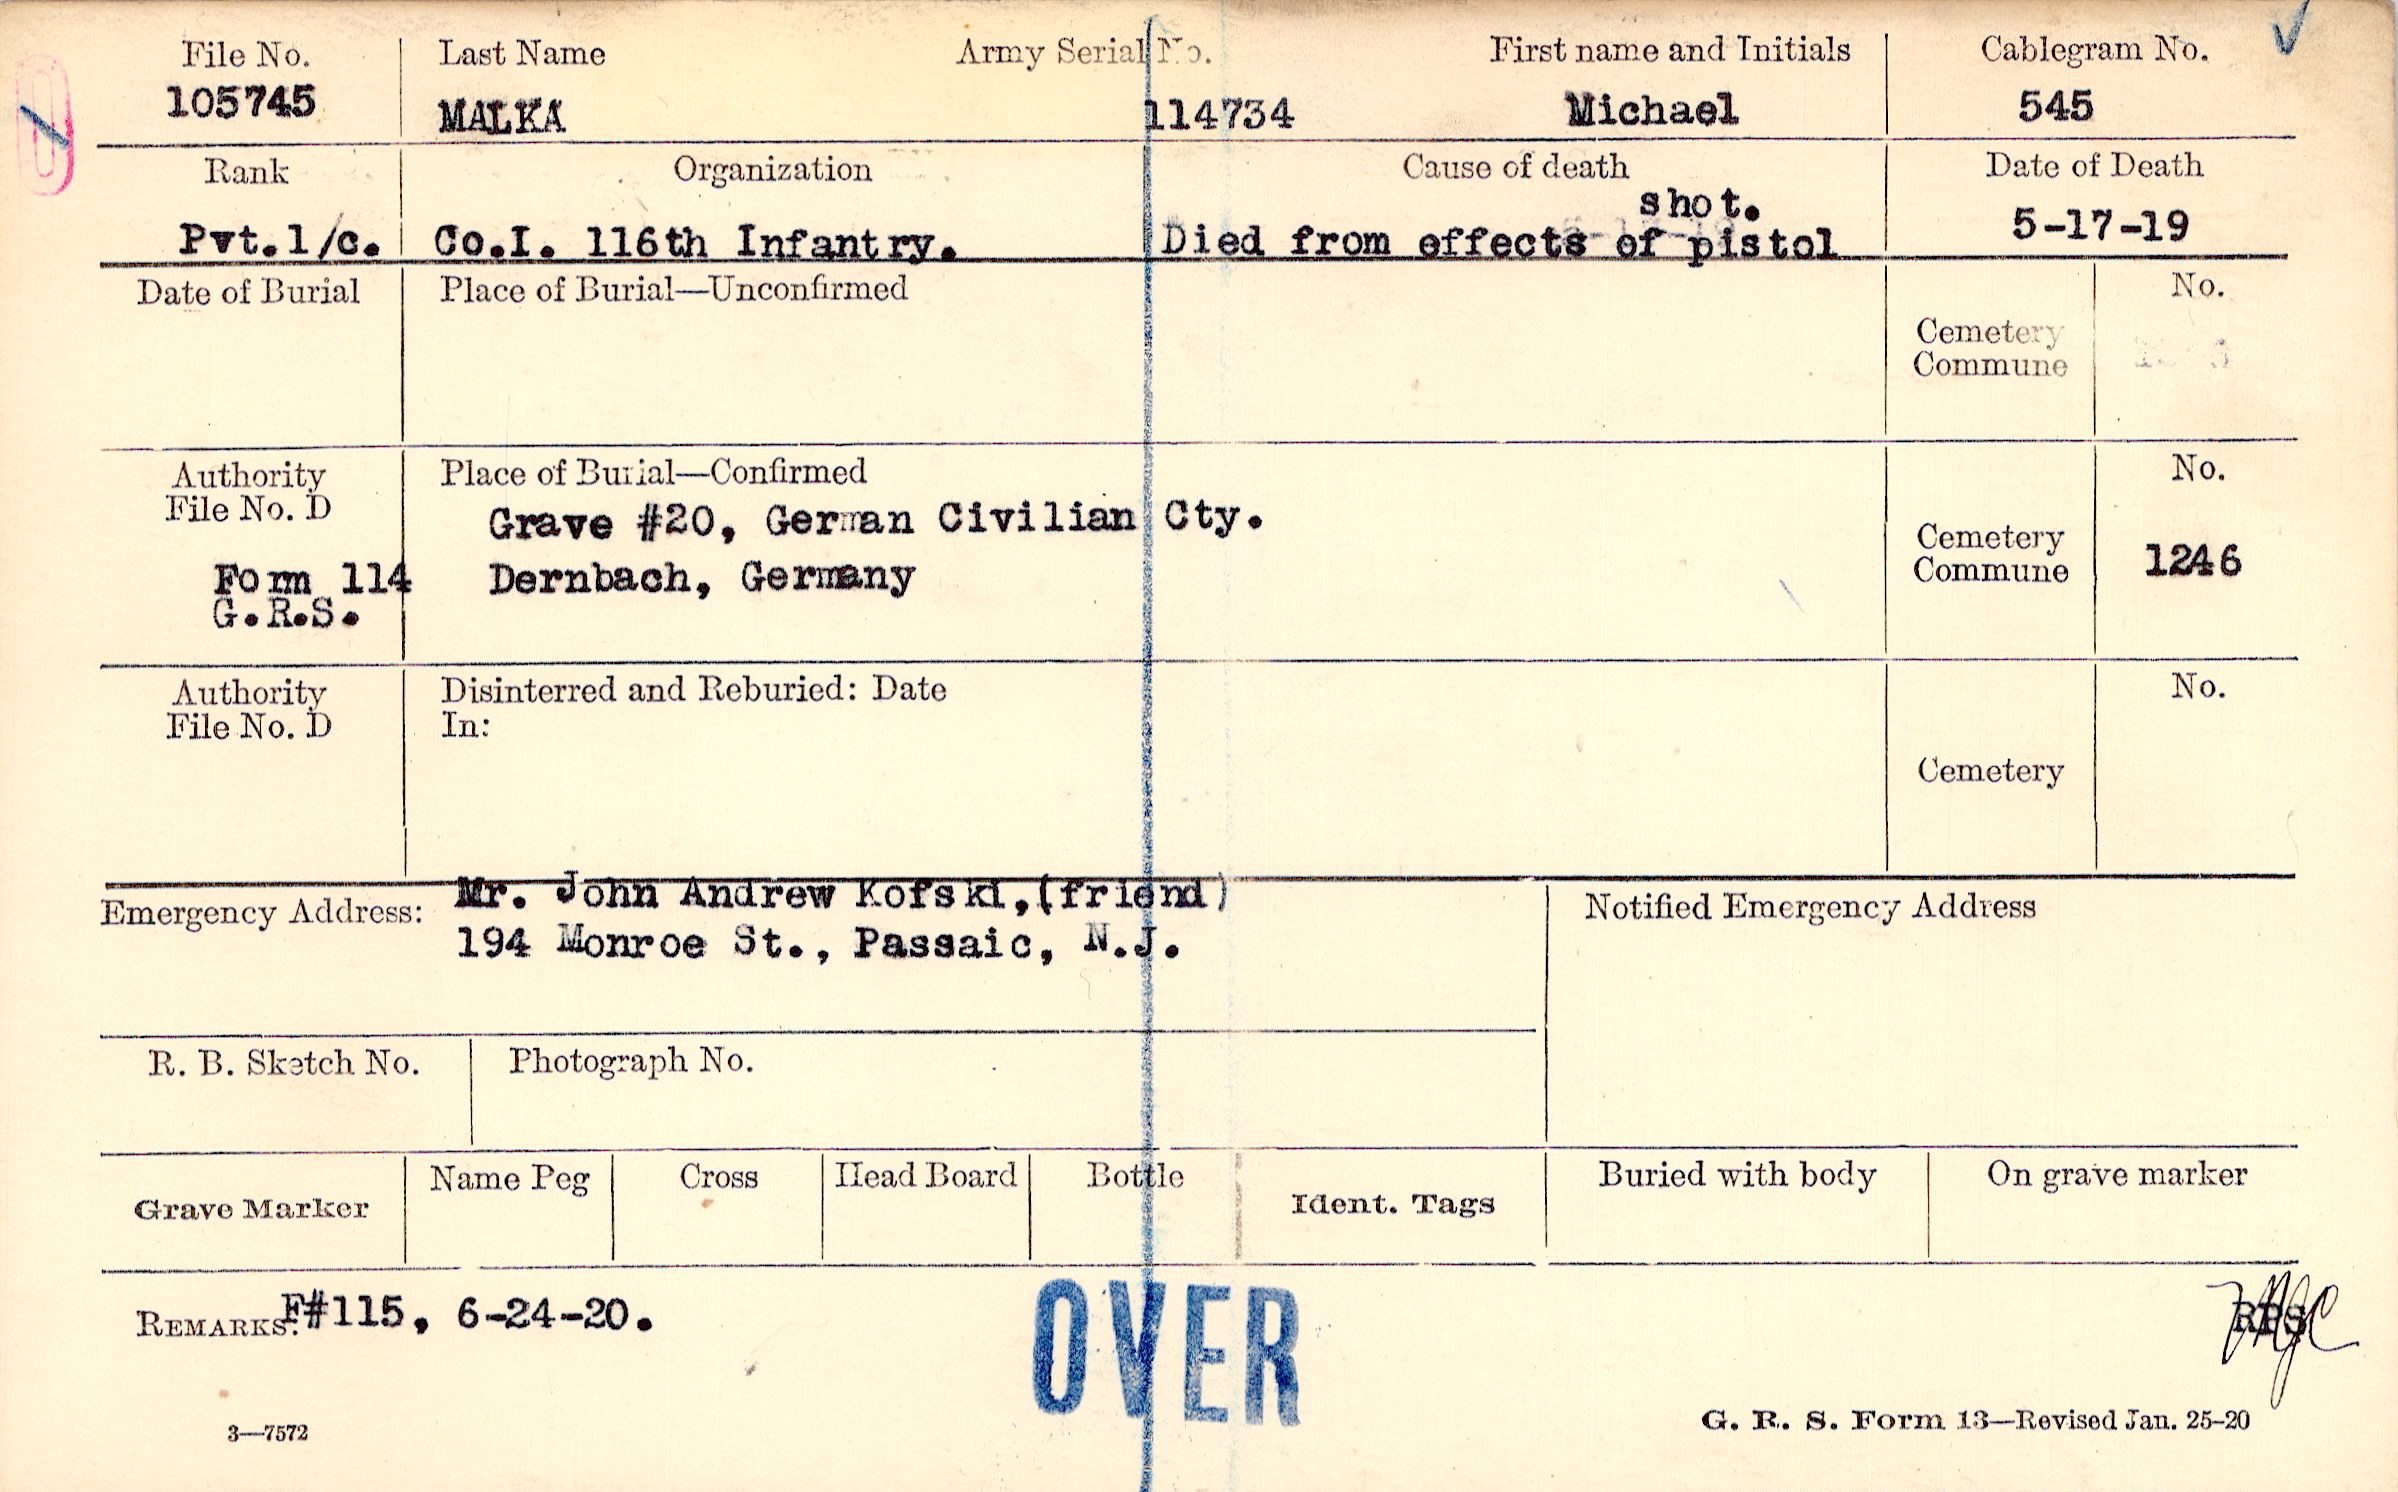 File No. Last Name Army Serial No. First name and Initials Cablegram No.
105745 MALKA 114734 Michael 545
Rank Organization Cause of death Date of Death
shot.
Pvt.1/c. Co.I. 116th Infantry. Died from effects of pistol 5-17-19
Date of Burial Place of Burial—Unconfirmed No.
Cemetery
Commune
Authority Place of Burial—Confirmed No.
File No. D
Grave #20, German Civilian Cty.
Cemetery
Form 114 Dernbach, Germany Commune 1246
G.R.S.
Authority Disinterred and Reburied: Date No.
File No. D In:
Cemetery
Mr. John Andrew Kofski,(friend)
Emergency Address: Notified Emergency Address
194 Monroe St., Passaic, N.J.
R. B. Sketch No. Photograph No.
Name Peg Cross Head Board Bottle Buried with body On grave marker
Grave Marker Ident. Tags
REMARKS: F#115, 6-24-20. RPS
OVER
3—7572 G. R. S. Form 13—Revised Jan. 25-20